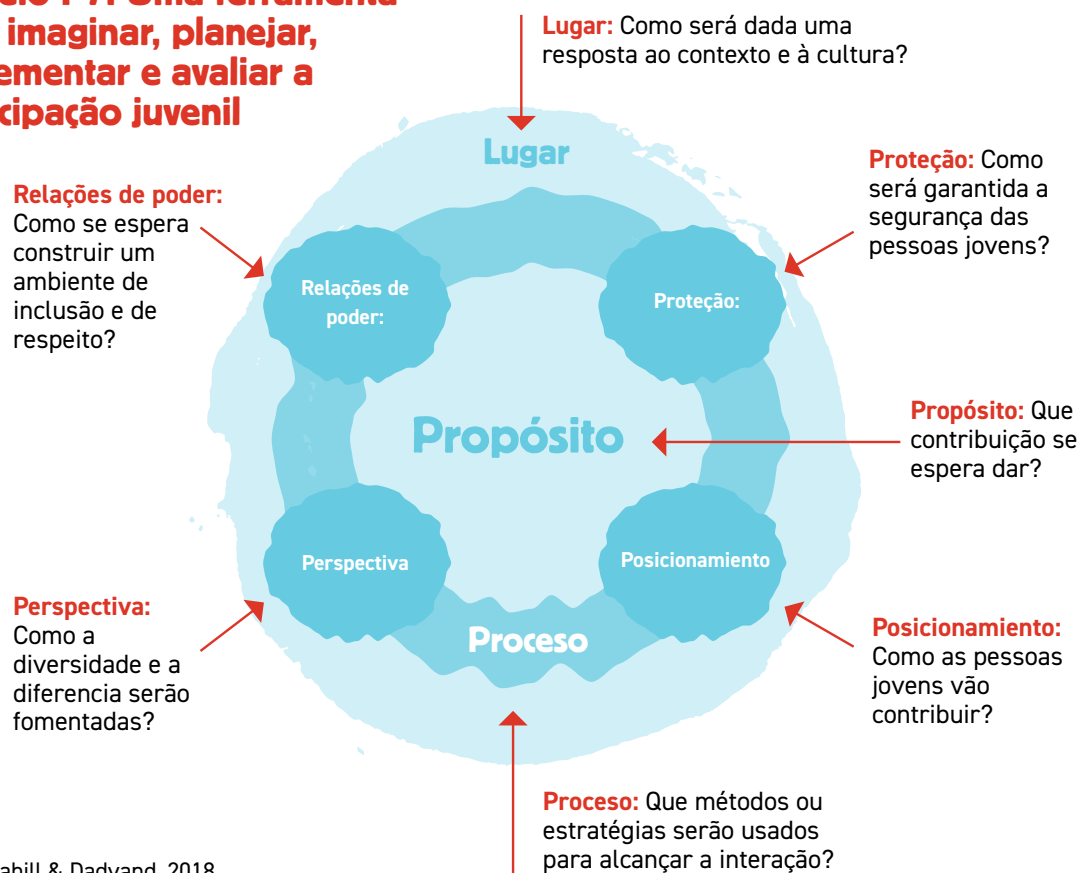 imaginar, planejar,
e avaliar a
juvenil
Lugar: Como será dada uma
resposta ao contexto e à cultura?
Lugar
Relações de poder:
Como se espera
construir um
ambiente de
inclusão e de
respeito?
Proteção: Como
será garantida a
segurança das
pessoas jovens?
Relações de
poder:
Proteção:
Propósito
Propósito: Que
contribuição se
espera dar?
Perspectiva
Posicionamiento
Perspectiva:
Como a
diversidade e a
diferencia serão
fomentadas?
Proceso
Posicionamiento:
Como as pessoas
jovens vão
contribuir?
Proceso: Que métodos ou
estratégias serão usados
para alcançar a interação?
& Dadvand, 2018